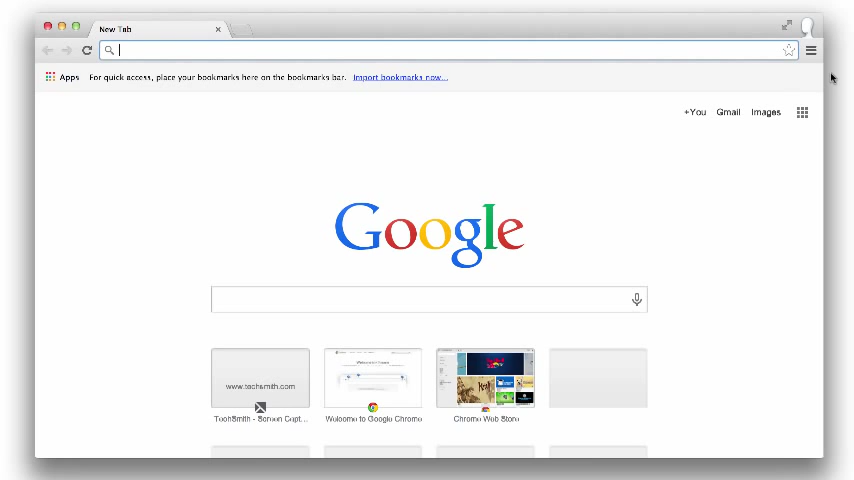 New Tab
Apps For quick access, place your bookmarks here on the bookmarks bar. Import bookmarks now...
+You Gmail Images
Google
www.techsmith.com
TechSmith - Screen Capt... Welcome to Google Chrome Chrome Web Store